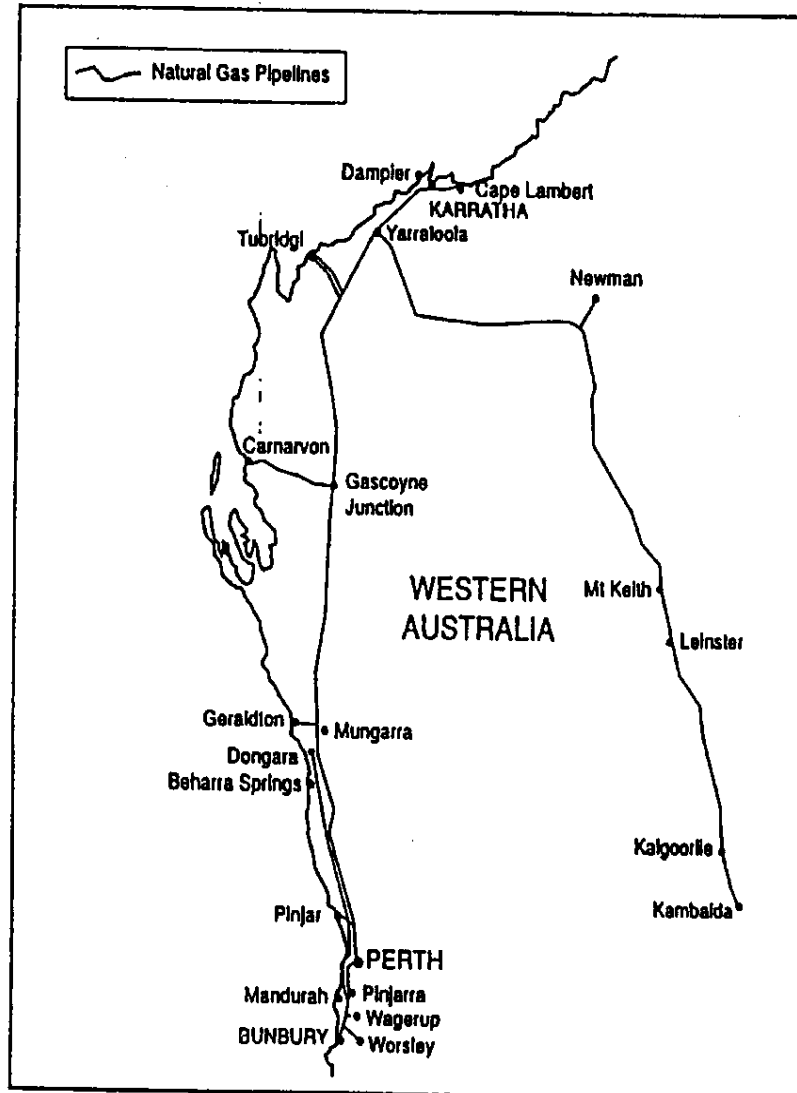 Natural Gas Pipelines
Dampier
Cape Lambert
KARRATHA
Yarraloola
Tubridgi
Newman
Carnarvon
Gascoyne
Junction
WESTERN
AUSTRALIA
Mt Keith
Leinster
Geraldton
Mungarra
Dongara
Beharra Springs
Kalgoorlie
Kambalda
Pinjar
PERTH
Mandurah
Pinjarra
Wagerup
BUNBURY
Worsley